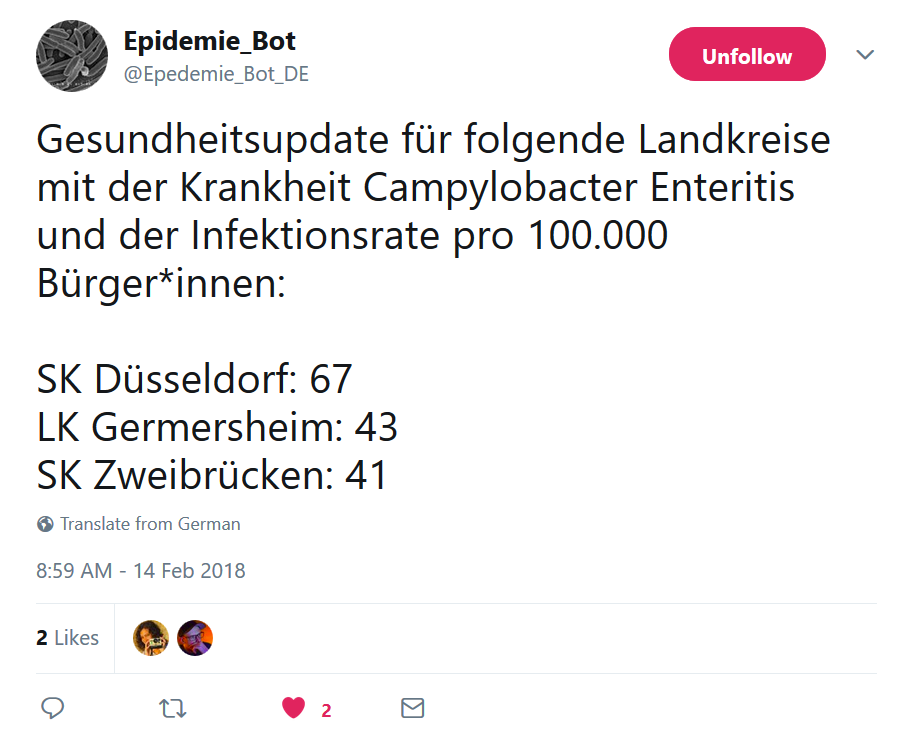 Epidemie_Bot
@Epedemie_Bot_DE
Unfollow
Gesundheitsupdate für folgende Landkreise
mit der Krankheit Campylobacter Enteritis
und der Infektionsrate pro 100.000
Bürger*innen:
SK Düsseldorf: 67
LK Germersheim: 43
SK Zweibrücken: 41
Translate from German
8:59 AM - 14 Feb 2018
2 Likes
2